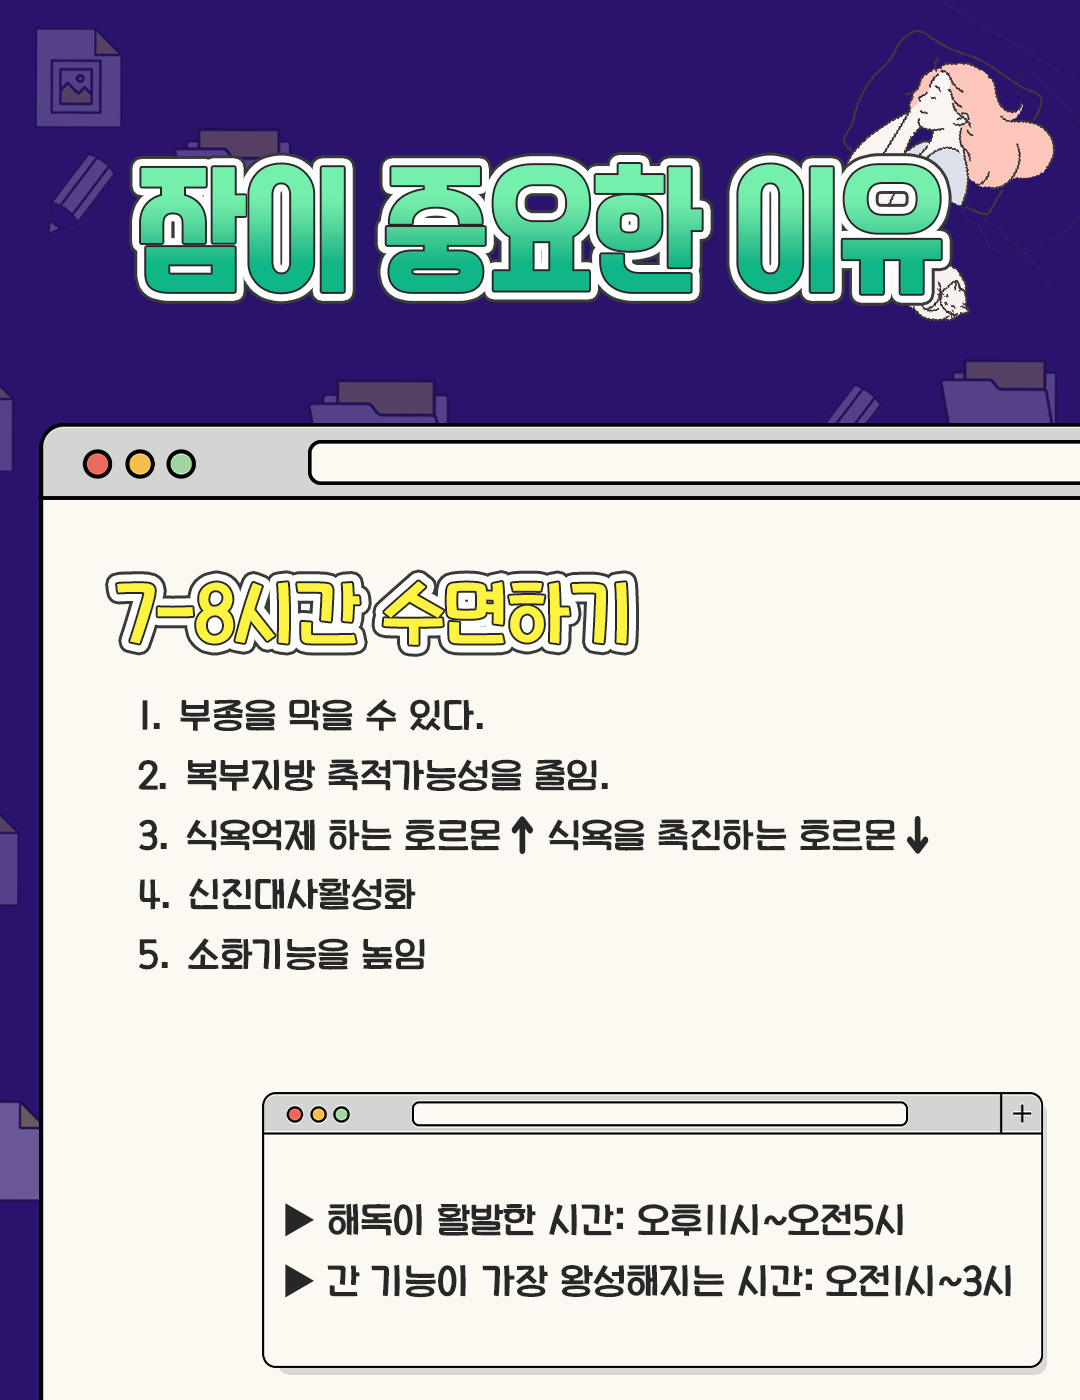 잠이 중요한 이유
7-8시간 수면하기
1. 부종을 막을 수 있다.
2. 복부지방 축적가능성을 줄임.
3. 식욕억제 하는 호르몬↑ 식욕을 촉진하는 호르몬↓
4. 신진대사활성화
5. 소화기능을 높임
▶ 해독이 활발한 시간: 오후11시~오전5시
▶ 간 기능이 가장 왕성해지는 시간: 오전1시~3시